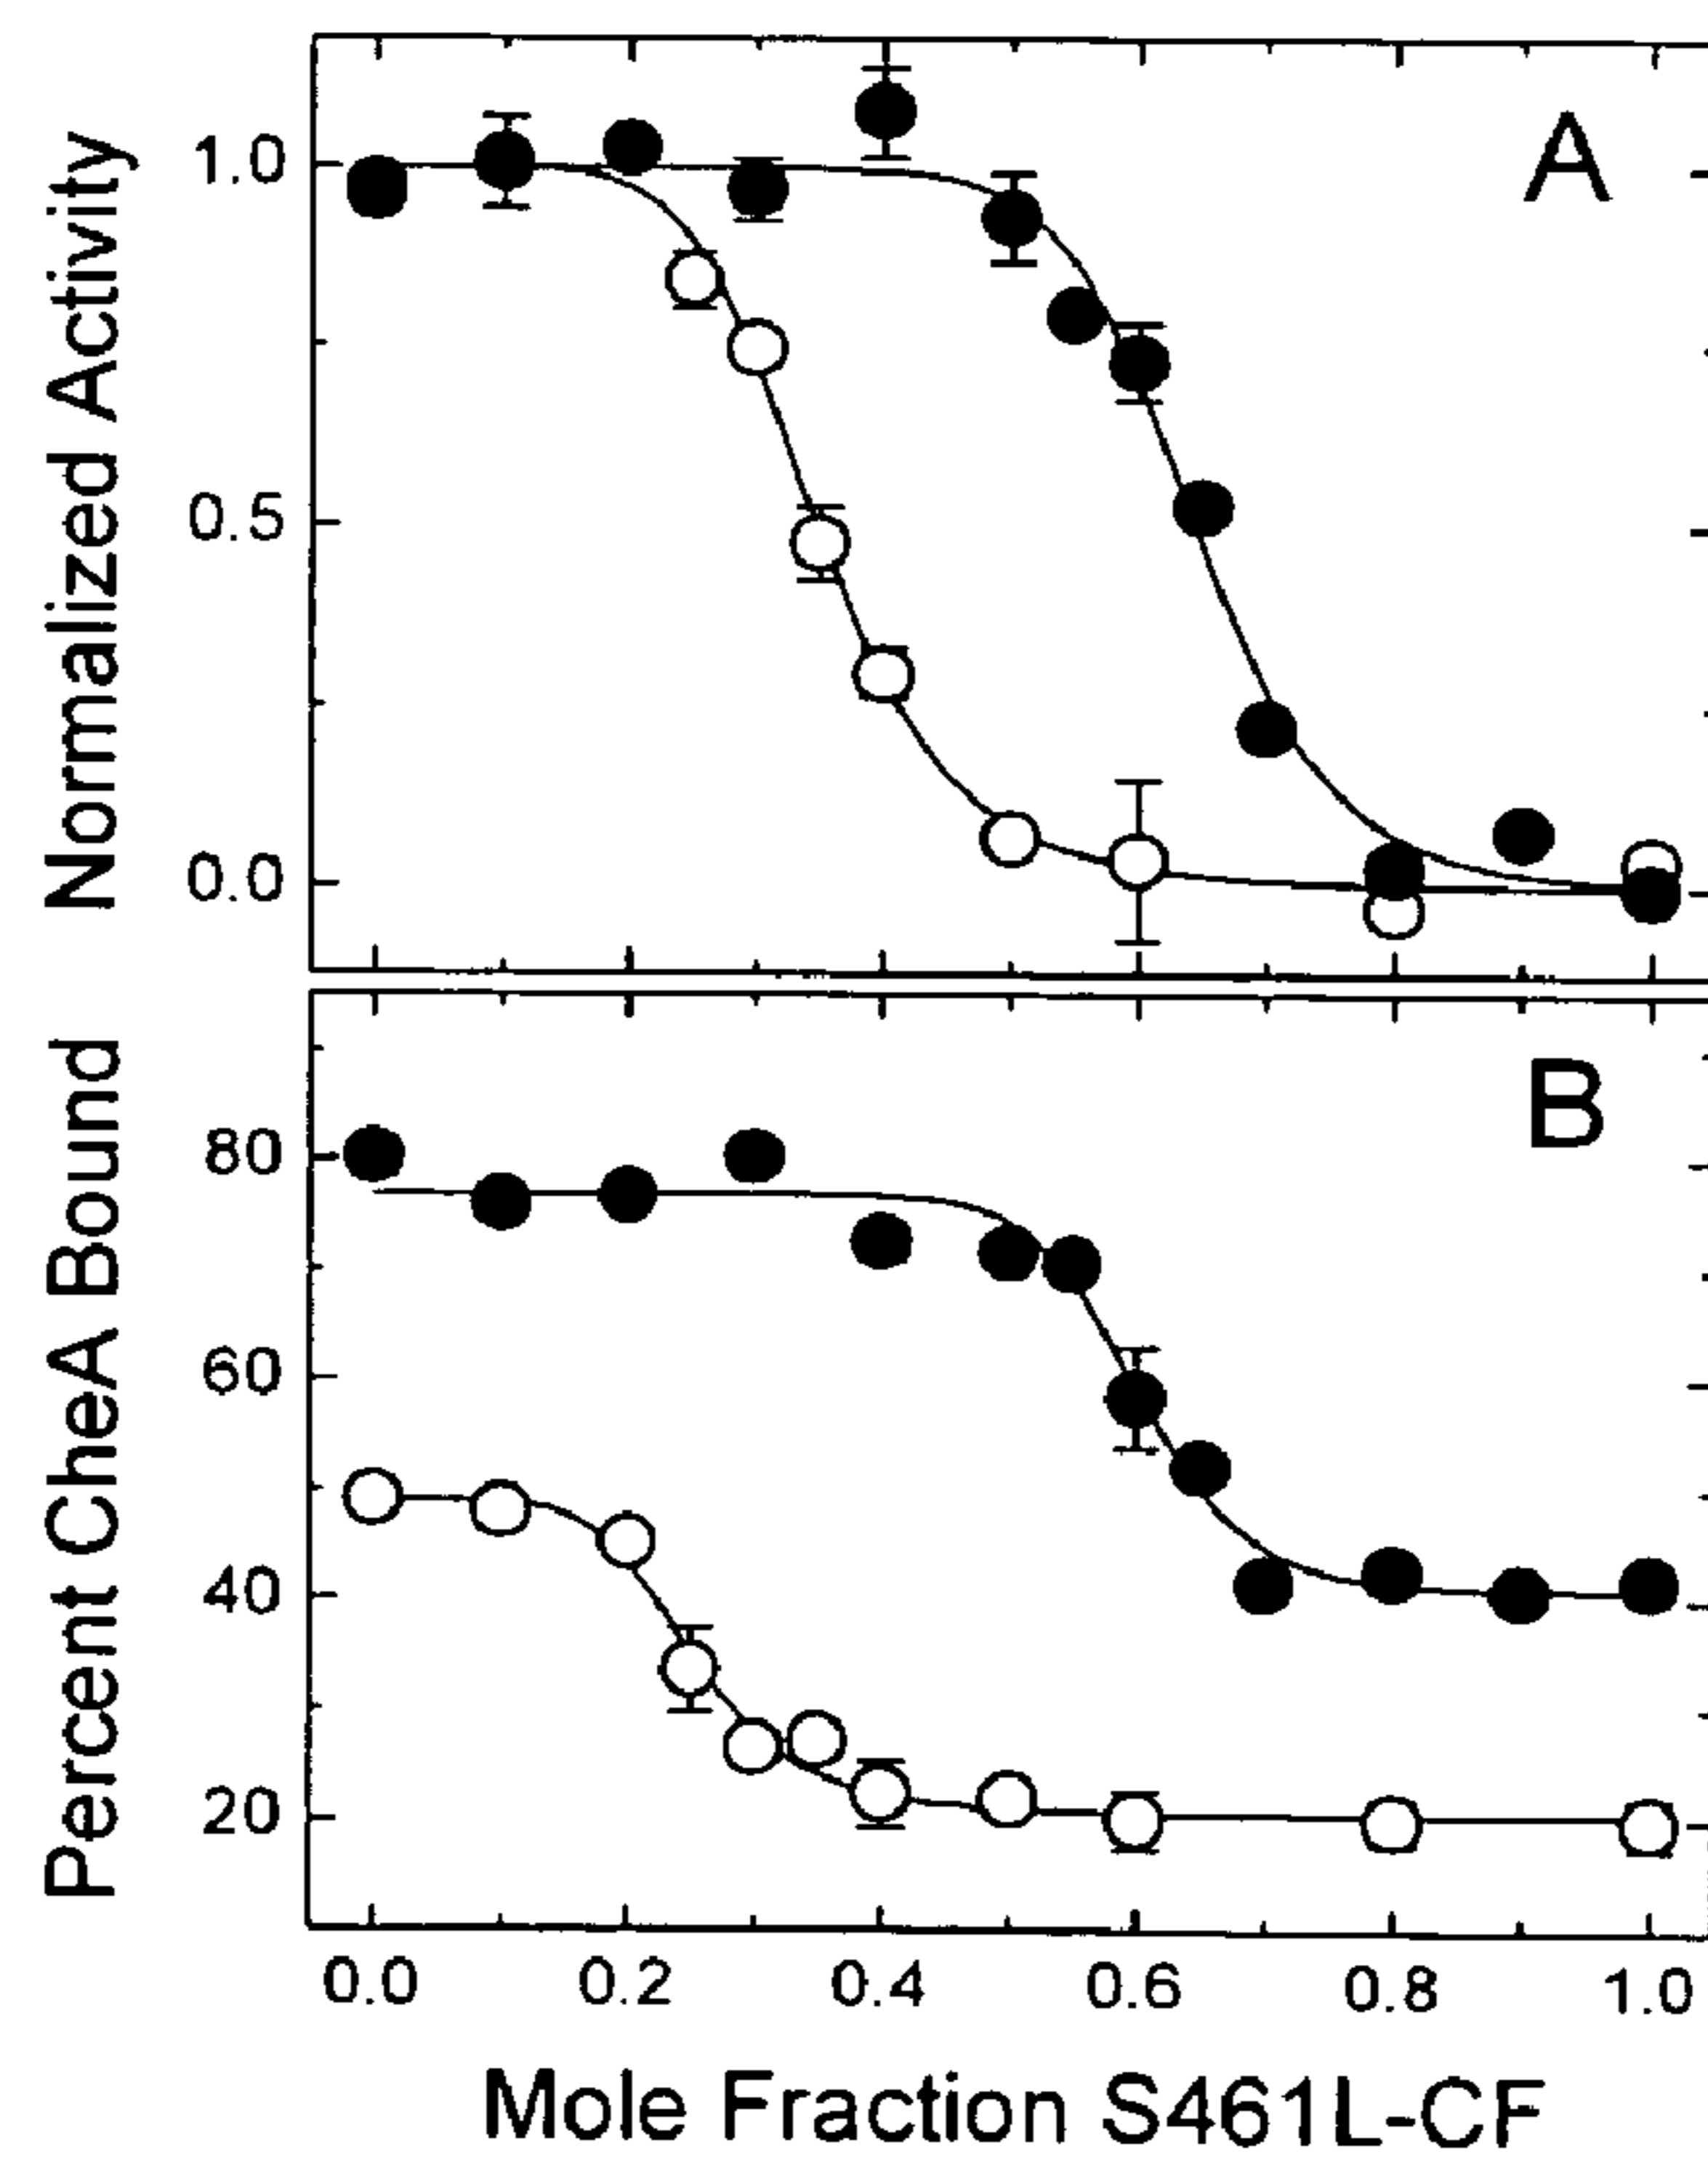 A
Normalized Activity
1.0
0.5
0.0
B
Percent CheA Bound
80
60
40
20
0.0 0.2 0.4 0.6 0.8 1.0
Mole Fraction S461L-CF